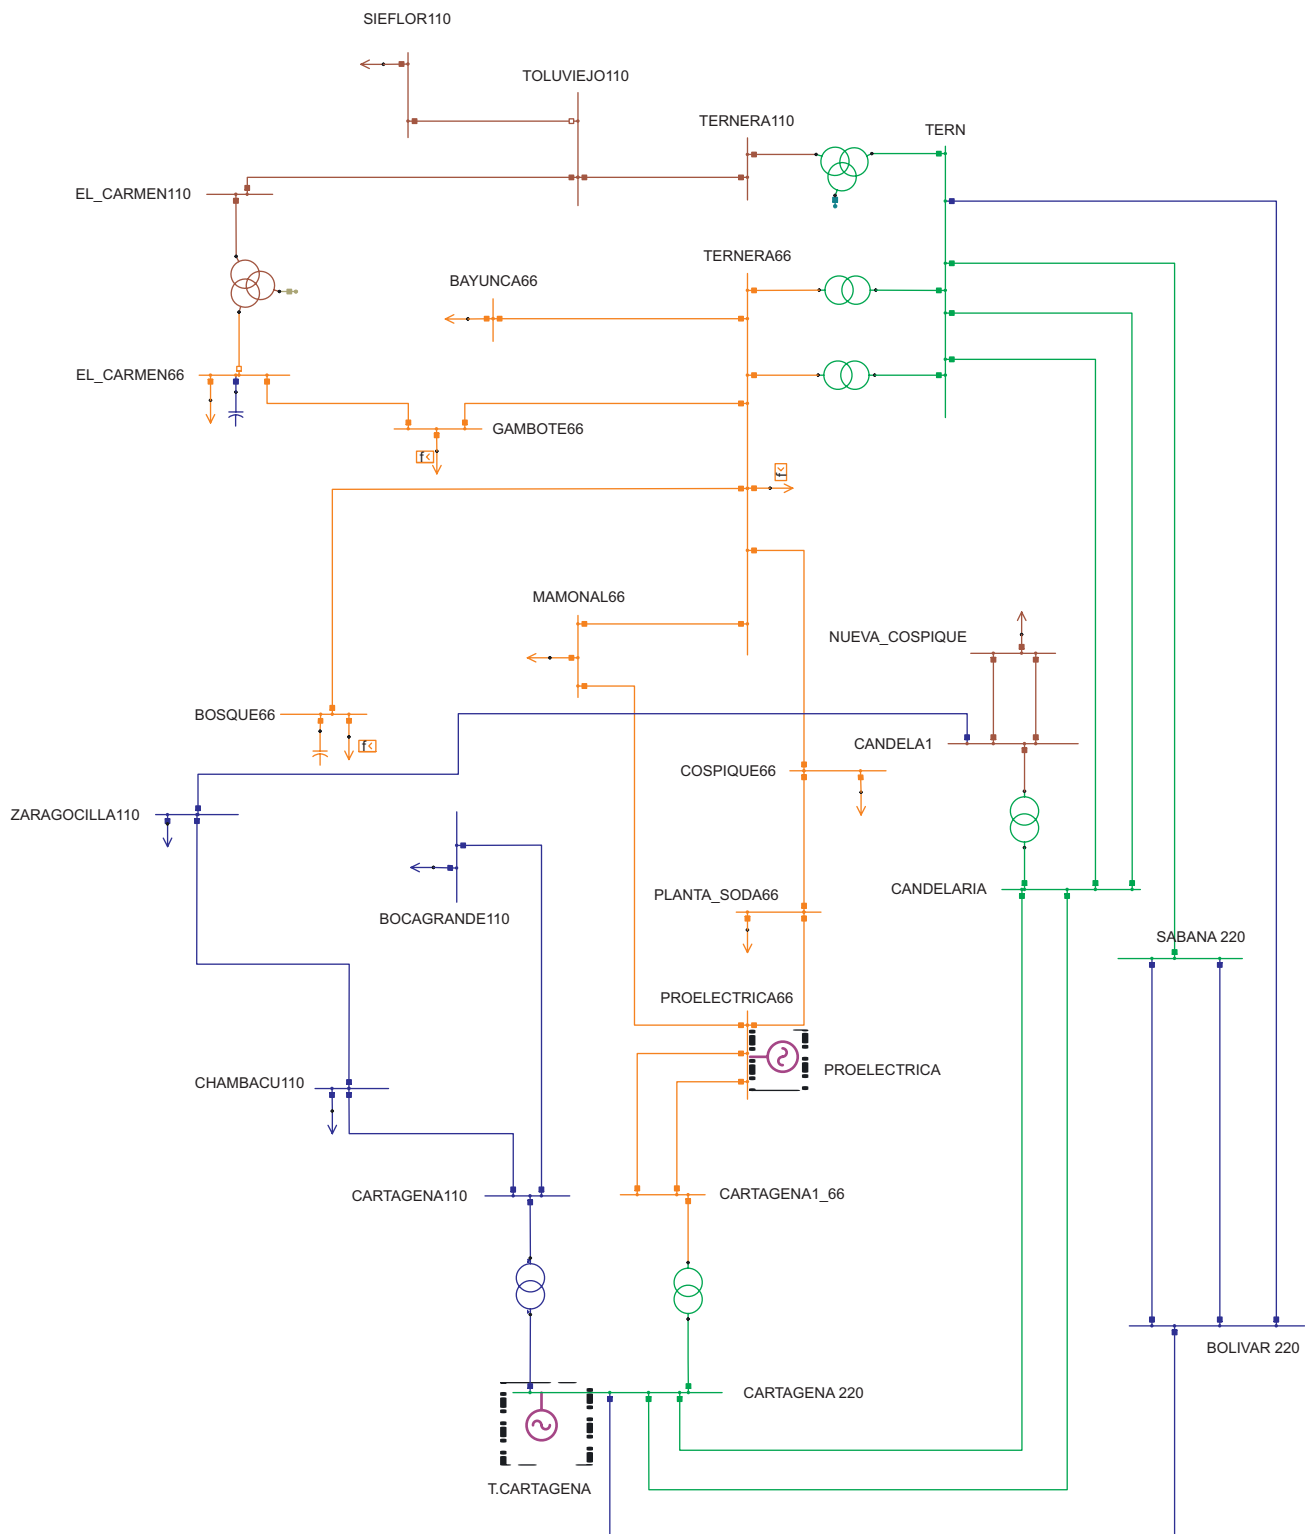 SIEFLOR110
TOLUVIEJO110
TERNERA110
TERN
EL_CARMEN110
TERNERA66
BAYUNCA66
EL_CARMEN66
GAMBOTE66
MAMONAL66
NUEVA_COSPIQUE
BOSQUE66
CANDELA1
COSPIQUE66
ZARAGOCILLA110
CANDELARIA
PLANTA_SODA66
BOCAGRANDE110
SABANA 220
PROELECTRICA66
PROELECTRICA
CHAMBACU110
CARTAGENA110
CARTAGENA1_66
BOLIVAR 220
CARTAGENA 220
T.CARTAGENA